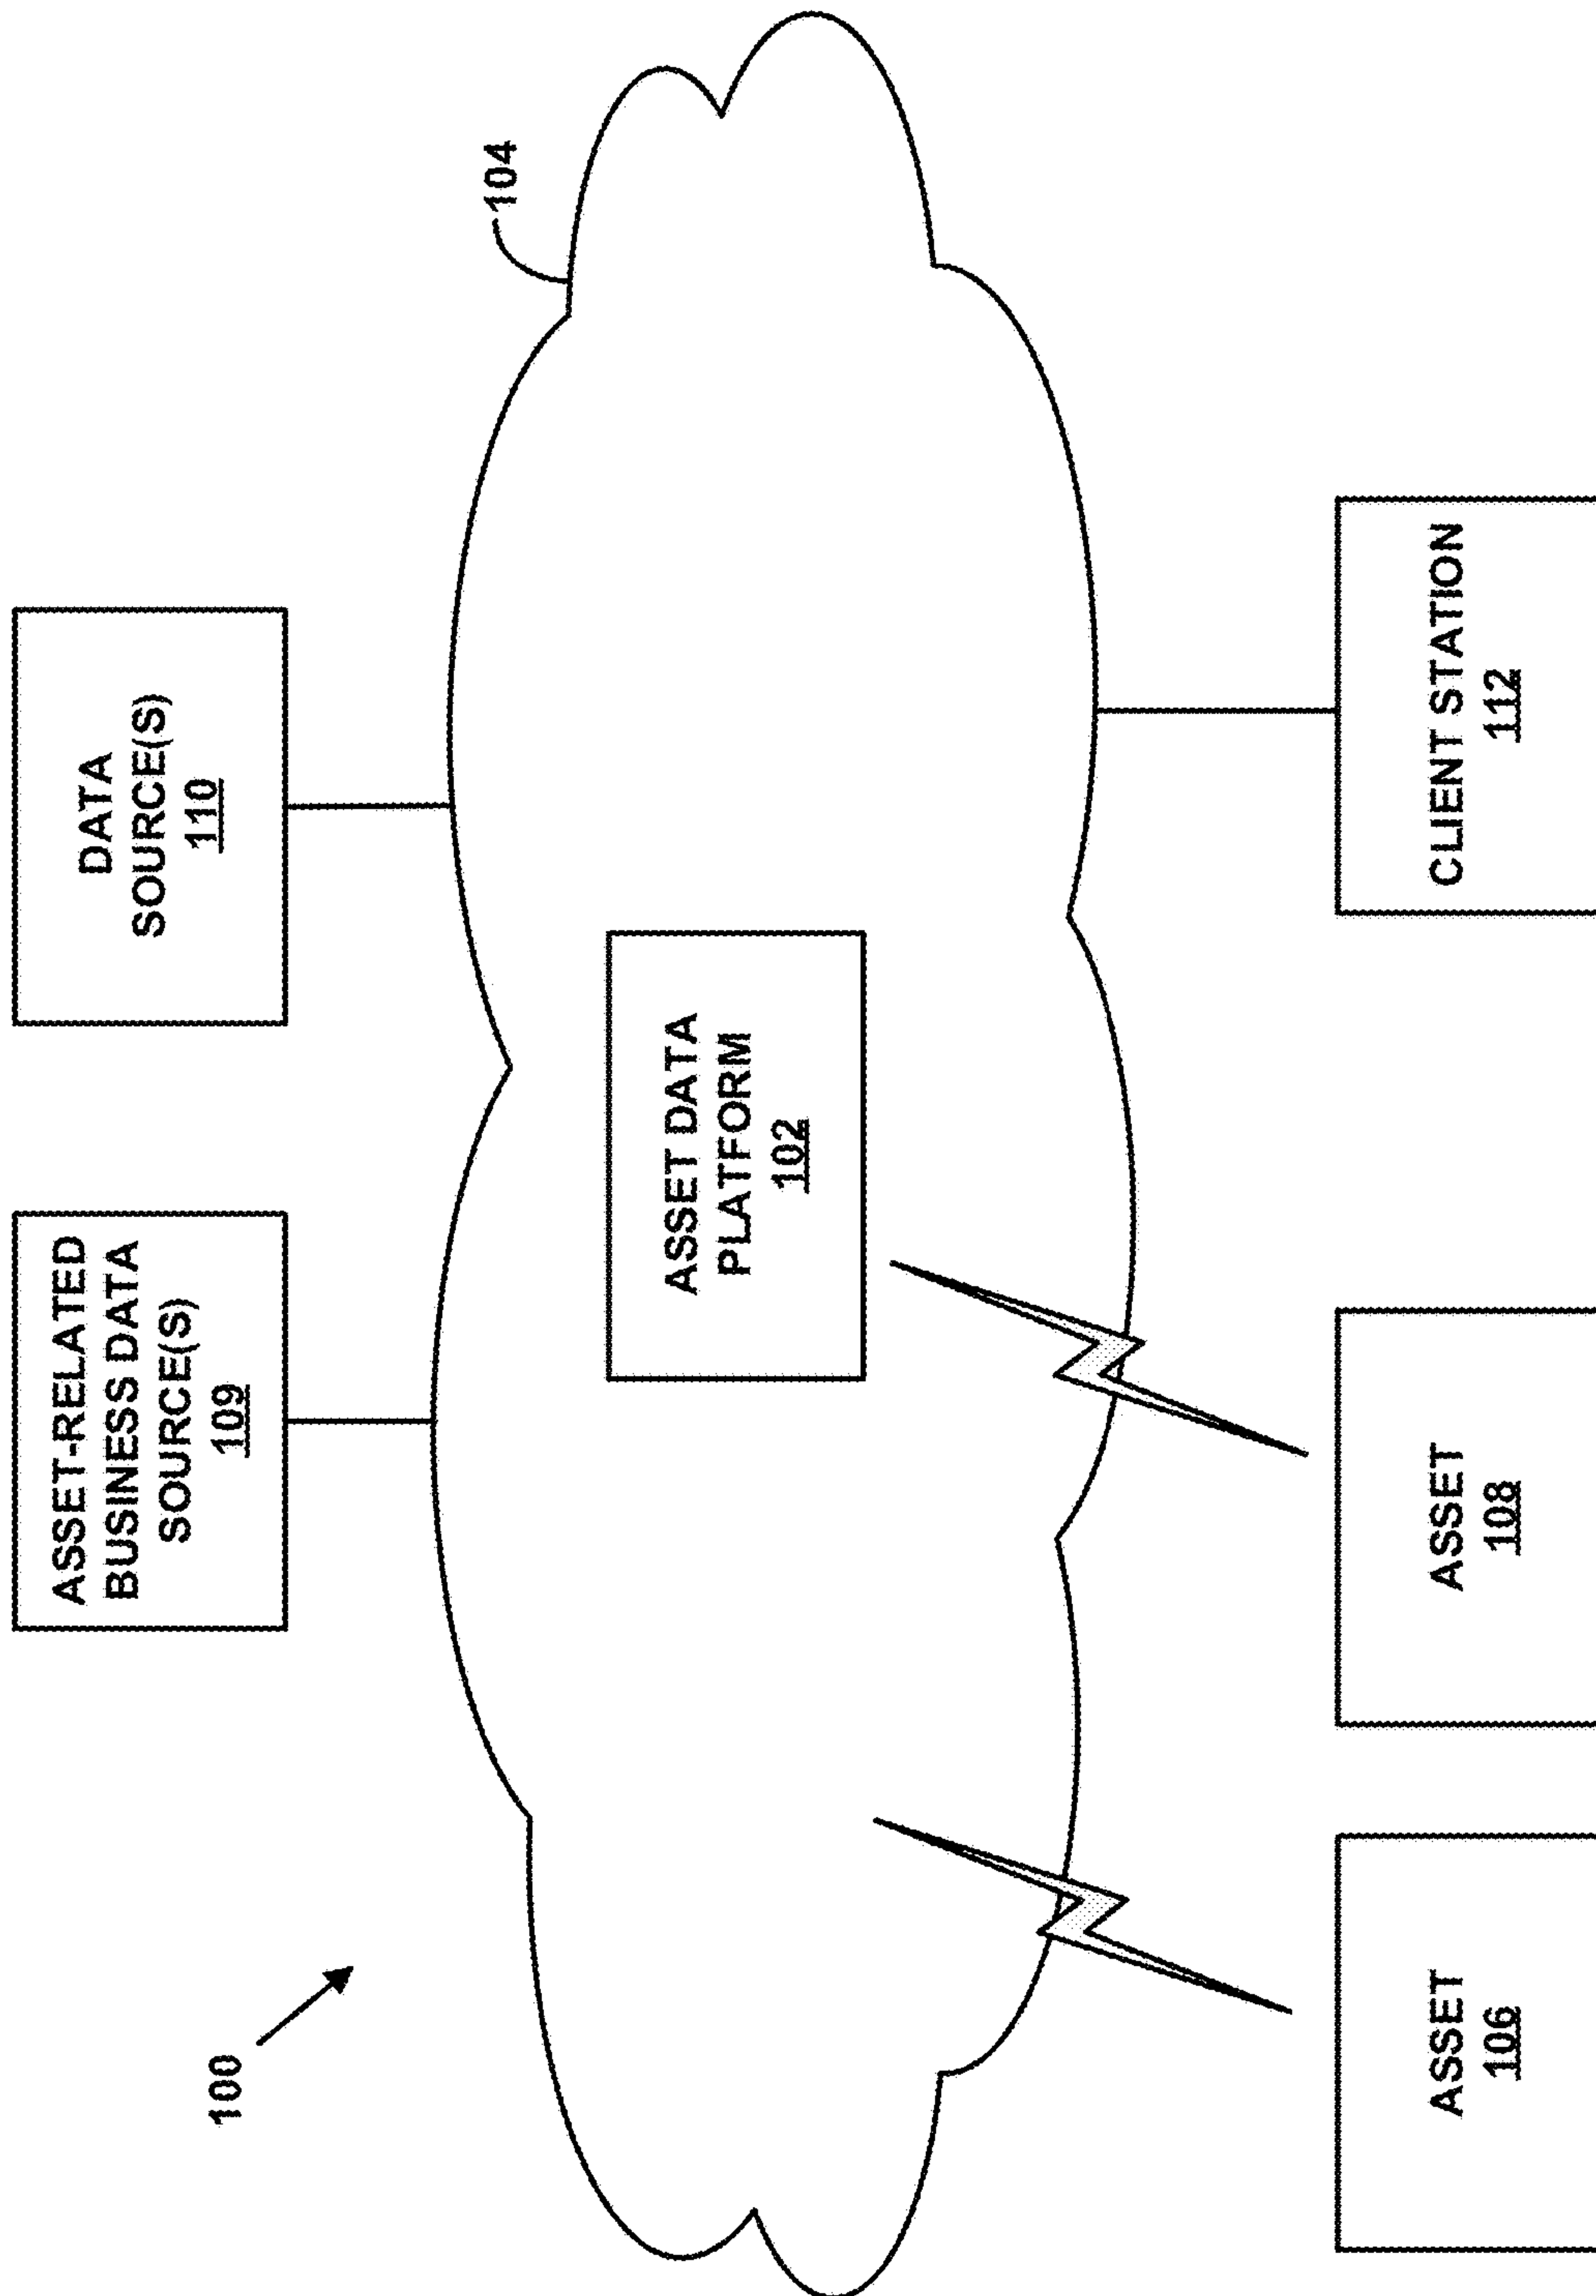 100
ASSET-RELATED
BUSINESS DATA
SOURCE(S)
109
DATA
SOURCE(S)
110
104
ASSET DATA
PLATFORM
102
ASSET
106
ASSET
108
CLIENT STATION
112